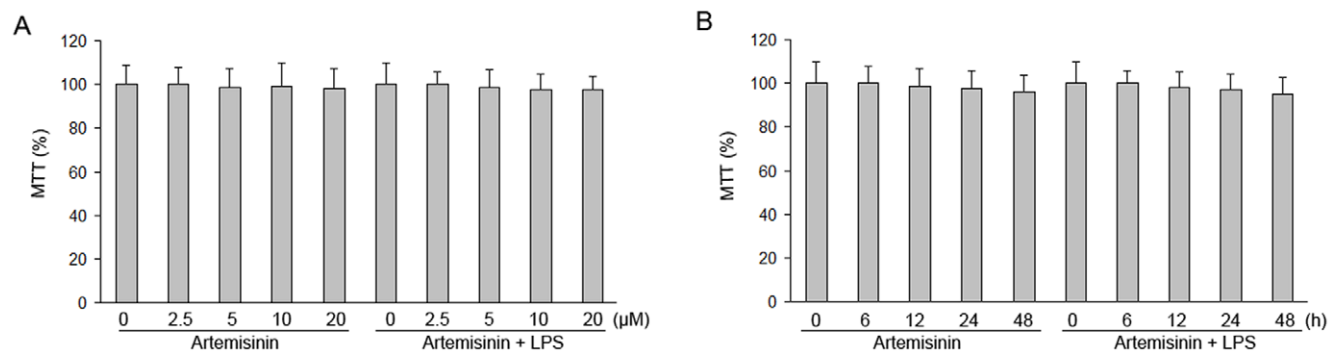 A
MTT (%)
120
100
80
60
40
20
0
0 2.5 5 10 20 0 2.5 5 10 20 (μM)
Artemisinin Artemisinin + LPS
B
MTT (%)
120
100
80
60
40
20
0
0 6 12 24 48 0 6 12 24 48 (h)
Artemisinin Artemisinin + LPS